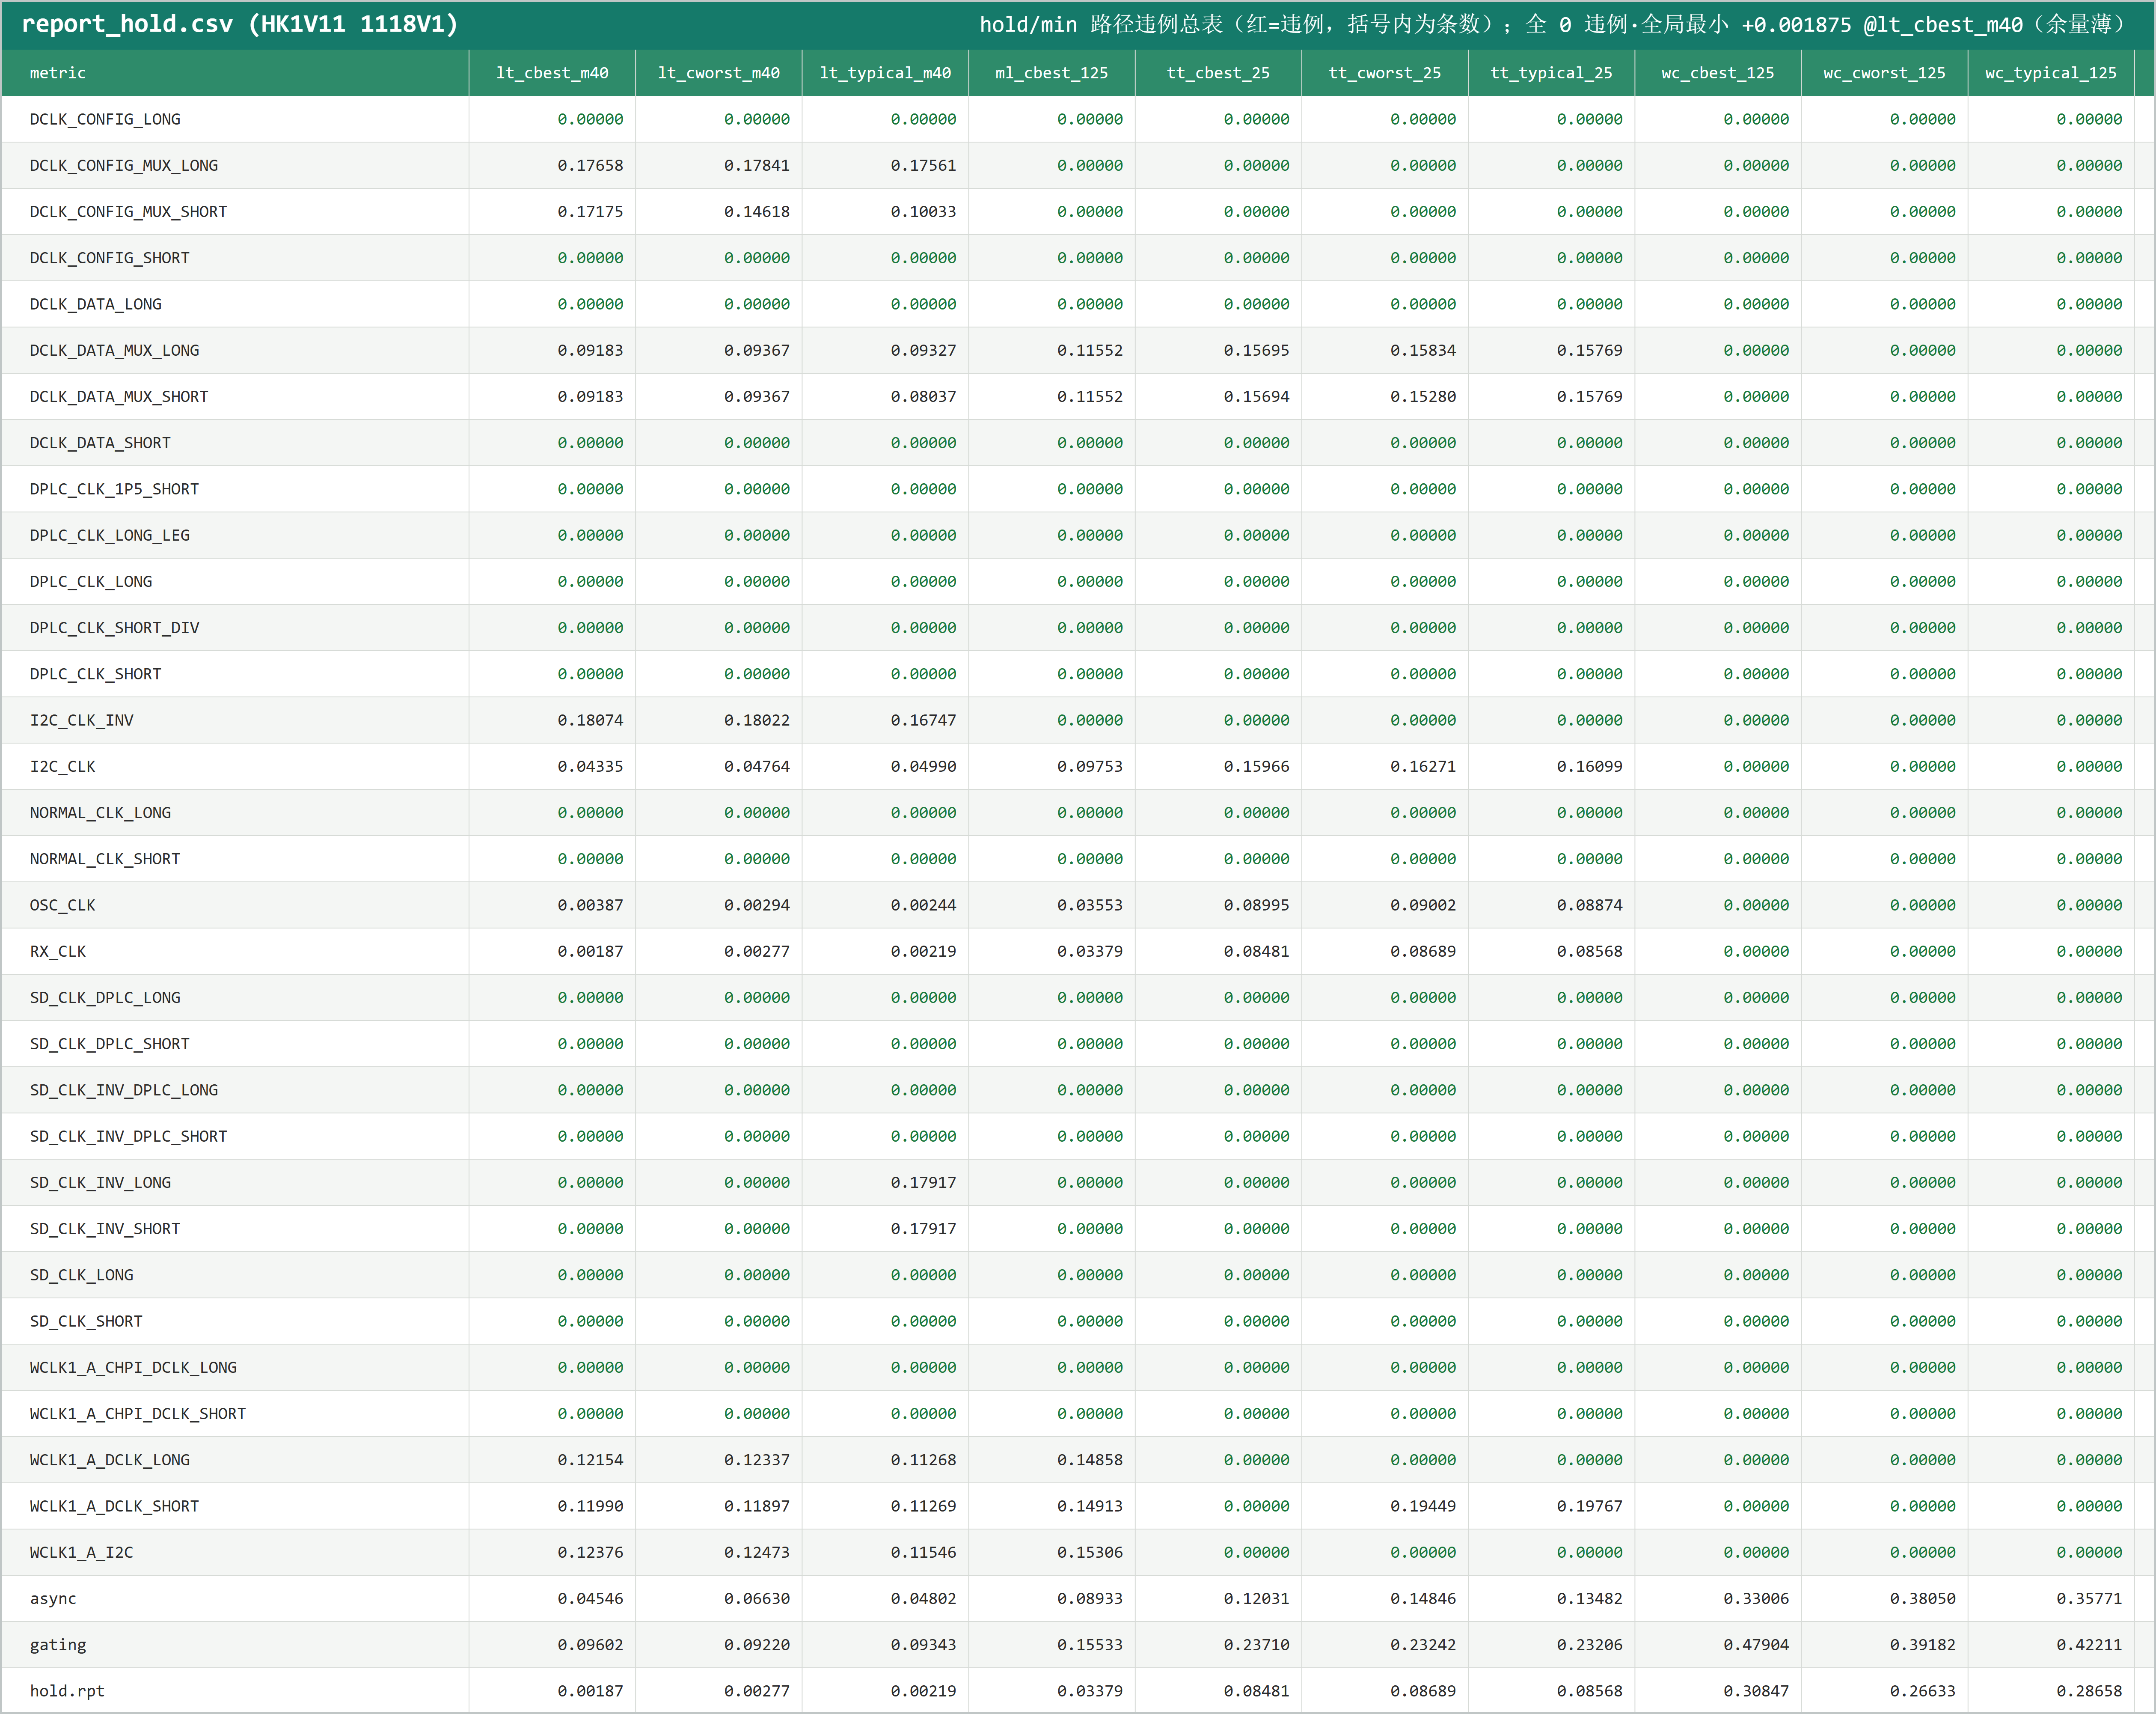 report_hold.csv (HK1V11 1118V1) hold/min 路径违例总表（红=违例，括号内为条数）；全 0 违例·全局最小 +0.001875 @lt_cbest_m40（余量薄）
metric lt_cbest_m40 lt_cworst_m40 lt_typical_m40 ml_cbest_125 tt_cbest_25 tt_cworst_25 tt_typical_25 wc_cbest_125 wc_cworst_125 wc_typical_125
DCLK_CONFIG_LONG 0.00000 0.00000 0.00000 0.00000 0.00000 0.00000 0.00000 0.00000 0.00000 0.00000
DCLK_CONFIG_MUX_LONG 0.17658 0.17841 0.17561 0.00000 0.00000 0.00000 0.00000 0.00000 0.00000 0.00000
DCLK_CONFIG_MUX_SHORT 0.17175 0.14618 0.10033 0.00000 0.00000 0.00000 0.00000 0.00000 0.00000 0.00000
DCLK_CONFIG_SHORT 0.00000 0.00000 0.00000 0.00000 0.00000 0.00000 0.00000 0.00000 0.00000 0.00000
DCLK_DATA_LONG 0.00000 0.00000 0.00000 0.00000 0.00000 0.00000 0.00000 0.00000 0.00000 0.00000
DCLK_DATA_MUX_LONG 0.09183 0.09367 0.09327 0.11552 0.15695 0.15834 0.15769 0.00000 0.00000 0.00000
DCLK_DATA_MUX_SHORT 0.09183 0.09367 0.08037 0.11552 0.15694 0.15280 0.15769 0.00000 0.00000 0.00000
DCLK_DATA_SHORT 0.00000 0.00000 0.00000 0.00000 0.00000 0.00000 0.00000 0.00000 0.00000 0.00000
DPLC_CLK_1P5_SHORT 0.00000 0.00000 0.00000 0.00000 0.00000 0.00000 0.00000 0.00000 0.00000 0.00000
DPLC_CLK_LONG_LEG 0.00000 0.00000 0.00000 0.00000 0.00000 0.00000 0.00000 0.00000 0.00000 0.00000
DPLC_CLK_LONG 0.00000 0.00000 0.00000 0.00000 0.00000 0.00000 0.00000 0.00000 0.00000 0.00000
DPLC_CLK_SHORT_DIV 0.00000 0.00000 0.00000 0.00000 0.00000 0.00000 0.00000 0.00000 0.00000 0.00000
DPLC_CLK_SHORT 0.00000 0.00000 0.00000 0.00000 0.00000 0.00000 0.00000 0.00000 0.00000 0.00000
I2C_CLK_INV 0.18074 0.18022 0.16747 0.00000 0.00000 0.00000 0.00000 0.00000 0.00000 0.00000
I2C_CLK 0.04335 0.04764 0.04990 0.09753 0.15966 0.16271 0.16099 0.00000 0.00000 0.00000
NORMAL_CLK_LONG 0.00000 0.00000 0.00000 0.00000 0.00000 0.00000 0.00000 0.00000 0.00000 0.00000
NORMAL_CLK_SHORT 0.00000 0.00000 0.00000 0.00000 0.00000 0.00000 0.00000 0.00000 0.00000 0.00000
OSC_CLK 0.00387 0.00294 0.00244 0.03553 0.08995 0.09002 0.08874 0.00000 0.00000 0.00000
RX_CLK 0.00187 0.00277 0.00219 0.03379 0.08481 0.08689 0.08568 0.00000 0.00000 0.00000
SD_CLK_DPLC_LONG 0.00000 0.00000 0.00000 0.00000 0.00000 0.00000 0.00000 0.00000 0.00000 0.00000
SD_CLK_DPLC_SHORT 0.00000 0.00000 0.00000 0.00000 0.00000 0.00000 0.00000 0.00000 0.00000 0.00000
SD_CLK_INV_DPLC_LONG 0.00000 0.00000 0.00000 0.00000 0.00000 0.00000 0.00000 0.00000 0.00000 0.00000
SD_CLK_INV_DPLC_SHORT 0.00000 0.00000 0.00000 0.00000 0.00000 0.00000 0.00000 0.00000 0.00000 0.00000
SD_CLK_INV_LONG 0.00000 0.00000 0.17917 0.00000 0.00000 0.00000 0.00000 0.00000 0.00000 0.00000
SD_CLK_INV_SHORT 0.00000 0.00000 0.17917 0.00000 0.00000 0.00000 0.00000 0.00000 0.00000 0.00000
SD_CLK_LONG 0.00000 0.00000 0.00000 0.00000 0.00000 0.00000 0.00000 0.00000 0.00000 0.00000
SD_CLK_SHORT 0.00000 0.00000 0.00000 0.00000 0.00000 0.00000 0.00000 0.00000 0.00000 0.00000
WCLK1_A_CHPI_DCLK_LONG 0.00000 0.00000 0.00000 0.00000 0.00000 0.00000 0.00000 0.00000 0.00000 0.00000
WCLK1_A_CHPI_DCLK_SHORT 0.00000 0.00000 0.00000 0.00000 0.00000 0.00000 0.00000 0.00000 0.00000 0.00000
WCLK1_A_DCLK_LONG 0.12154 0.12337 0.11268 0.14858 0.00000 0.00000 0.00000 0.00000 0.00000 0.00000
WCLK1_A_DCLK_SHORT 0.11990 0.11897 0.11269 0.14913 0.00000 0.19449 0.19767 0.00000 0.00000 0.00000
WCLK1_A_I2C 0.12376 0.12473 0.11546 0.15306 0.00000 0.00000 0.00000 0.00000 0.00000 0.00000
async 0.04546 0.06630 0.04802 0.08933 0.12031 0.14846 0.13482 0.33006 0.38050 0.35771
gating 0.09602 0.09220 0.09343 0.15533 0.23710 0.23242 0.23206 0.47904 0.39182 0.42211
hold.rpt 0.00187 0.00277 0.00219 0.03379 0.08481 0.08689 0.08568 0.30847 0.26633 0.28658